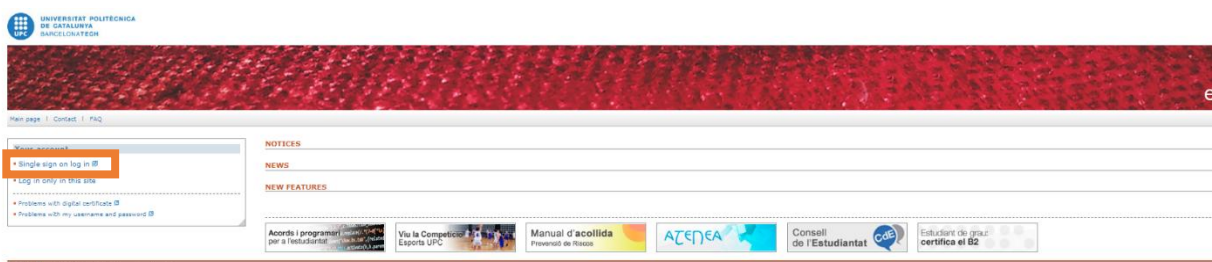 UNIVERSITAT POLITÈCNICA
DE CATALUNYA
BARCELONATECH
UPC
e
Main page | Contact | FAQ
Your account
Single sign on log in
Log in only in this site
Problems with digital certificate
Problems with my username and password
NOTICES
NEWS
NEW FEATURES
Acords i programari
per a l'estudiantat
Viu la Competició
Esports UPC
Manual d'acollida
Prevenció de Riscos
ATENEA
Consell
de l'Estudiantat
CdE
Estudiant de grau:
certifica el B2